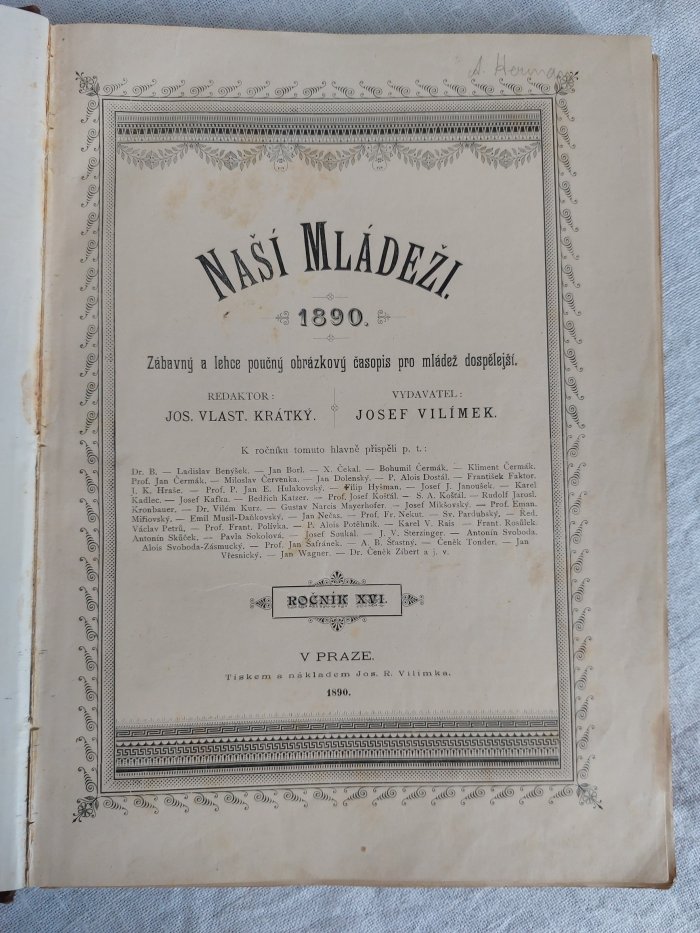 A. Herman
NAŠÍ MLÁDEŽI.
1890.
Zábavný a lehce poučný obrázkový časopis pro mládež dospělejší.
REDAKTOR:
JOS. VLAST. KRÁTKÝ.
VYDAVATEL:
JOSEF VILÍMEK.
K ročníku tomuto hlavně přispěli p. t.:
Dr. B. — Ladislav Benýšek. — Jan Borl. — X. Čekal. — Bohumil Čermák. — Kliment Čermák.
Prof. Jan Čermák. — Miloslav Červenka. — Jan Dolenský. — P. Alois Dostál. — František Faktor.
I. K. Hraše. — Prof. P. Jan E. Hulakovský. — Filip Hyšman. — Josef J. Janoušek. — Karel
Kadlec. — Josef Kafka. — Bedřich Katzer. — Prof. Josef Košťál. — S. A. Košťál. — Rudolf Jarosl.
Kronbauer. — Dr. Vilém Kurz. — Gustav Narcis Mayerhofer. — Josef Mikšovský. — Prof. Eman.
Miřiovský. — Emil Musil-Daňkovský. — Jan Nečas. — Prof. Fr. Nekut. — Sv. Pardubský. — Red.
Václav Petrů. — Prof. Frant. Polívka. — P. Alois Potěhník. — Karel V. Rais — Frant. Rosůlek.
Antonín Skůček. — Pavla Sokolová. — Josef Soukal. — J. V. Sterzinger. — Antonín Svoboda.
Alois Svoboda-Zásmucký. — Prof. Jan Šafránek. — A. B. Šťastný. — Čeněk Tonder. — Jan
Vřesnický. — Jan Wagner. — Dr. Čeněk Zíbert a j. v.
ROČNÍK XVI.
V PRAZE.
Tiskem a nákladem Jos. R. Vilímka.
1890.